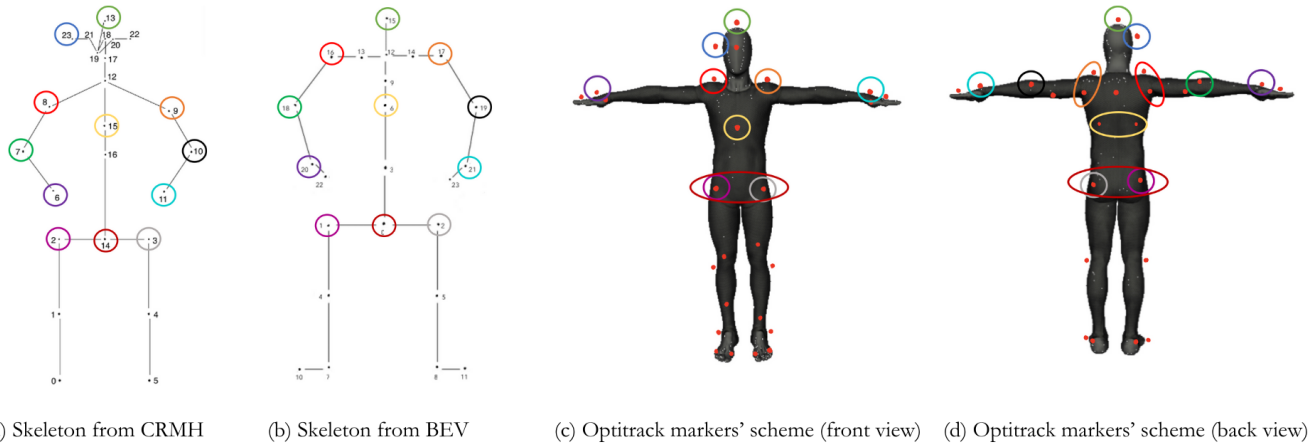 13
23 21 18 22
20
19 17
12
8
9
15
7
10
16
6
11
2 14 3
1 4
0 5
15
16 13 12 14 17
9
18 6 19
20 3 21
22 23
1 2
4 5
10 7 8 11
) Skeleton from CRMH
(b) Skeleton from BEV
(c) Optitrack markers' scheme (front view)
(d) Optitrack markers' scheme (back view)